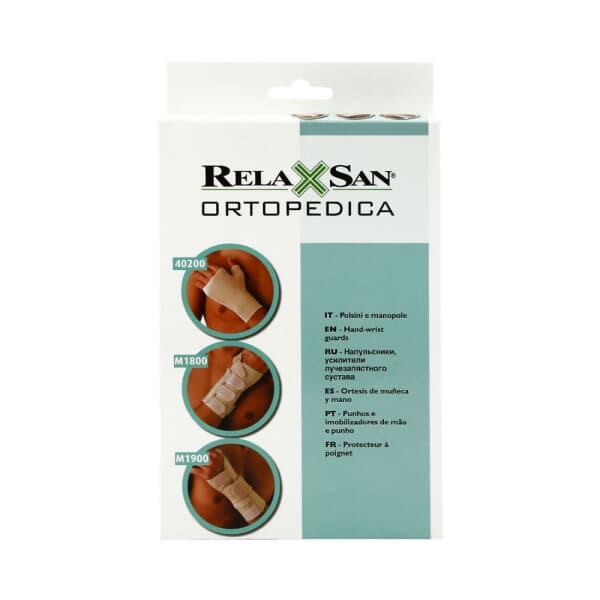 RELAXSAN®
ORTOPEDICA
40200
M1800
M1900
IT - Polsini e manopole
EN - Hand-wrist
guards
RU - Напульсники,
усилители
лучезапястного
сустава
ES - Ortesis de muñeca
y mano
PT - Punhos e
imobilizadores de mão
e punho
FR - Protecteur à
poignet